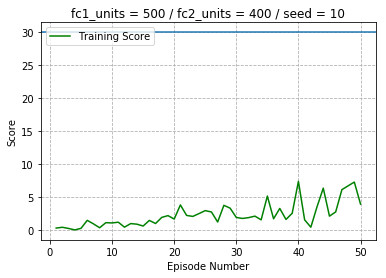 fc1_units = 500 / fc2_units = 400 / seed = 10
Training Score
30
25
20
15
10
5
0
Score
0 10 20 30 40 50
Episode Number